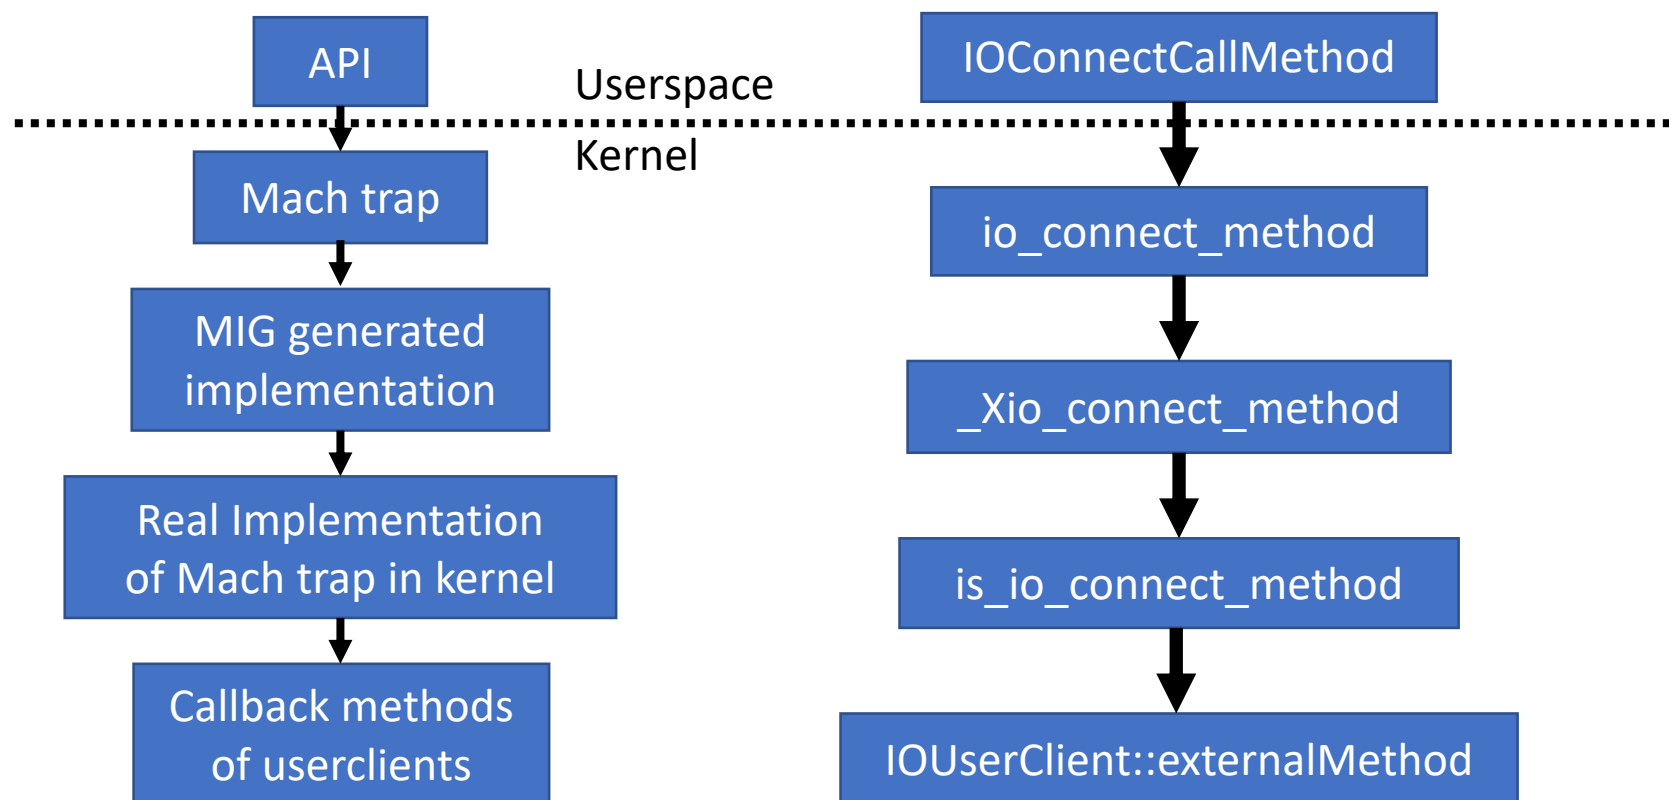 API
Userspace
Kernel
Mach trap
MIG generated
implementation
Real Implementation
of Mach trap in kernel
Callback methods
of userclients
IOConnectCallMethod
io_connect_method
_Xio_connect_method
is_io_connect_method
IOUserClient::externalMethod